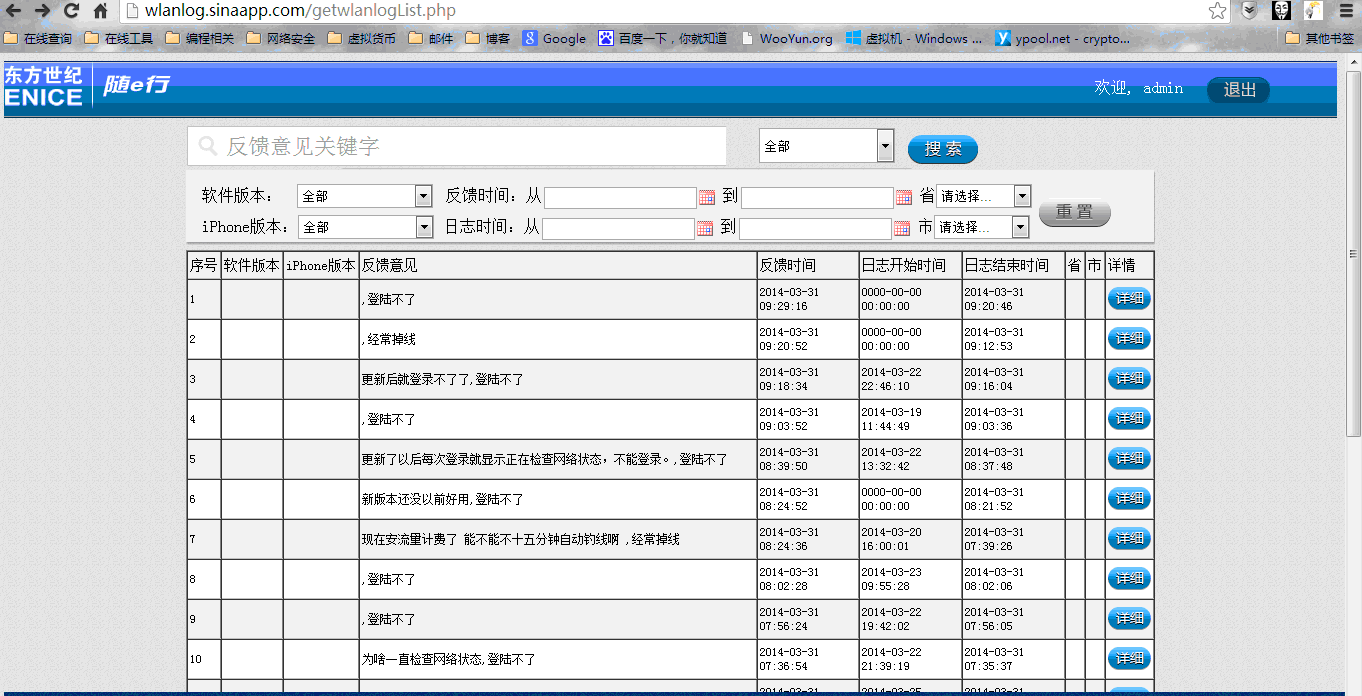 wlanlog.sinaapp.com/getwlanlogList.php
在线查询 在线工具 编程相关 网络安全 虚拟货币 邮件 博客 Google 百度一下，你就知道 WooYun.org 虚拟机 - Windows ... ypool.net - crypto... 其他书签
东方世纪 随e行
ENICE
欢迎, admin 退出
反馈意见关键字 全部 搜 索
软件版本: 全部 反馈时间: 从 到 省 请选择...
iPhone版本: 全部 日志时间: 从 到 市 请选择...
重 置
序号 软件版本 iPhone版本 反馈意见 反馈时间 日志开始时间 日志结束时间 省 市 详情
1 ,登陆不了 2014-03-31 09:29:16 0000-00-00 00:00:00 2014-03-31 09:20:46 详细
2 ,经常掉线 2014-03-31 09:20:52 0000-00-00 00:00:00 2014-03-31 09:12:53 详细
3 更新后就登录不了了,登陆不了 2014-03-31 09:18:34 2014-03-22 22:46:10 2014-03-31 09:16:04 详细
4 ,登陆不了 2014-03-31 09:03:52 2014-03-19 11:44:49 2014-03-31 09:03:36 详细
5 更新了以后每次登录就显示正在检查网络状态，不能登录。,登陆不了 2014-03-31 08:39:50 2014-03-22 13:32:42 2014-03-31 08:37:48 详细
6 新版本还没以前好用,登陆不了 2014-03-31 08:24:52 0000-00-00 00:00:00 2014-03-31 08:21:52 详细
7 现在安流量计费了 能不能不十五分钟自动钓线啊 ,经常掉线 2014-03-31 08:24:36 2014-03-20 16:00:01 2014-03-31 07:39:26 详细
8 ,登陆不了 2014-03-31 08:02:28 2014-03-23 09:55:28 2014-03-31 08:02:06 详细
9 ,登陆不了 2014-03-31 07:56:24 2014-03-22 19:42:02 2014-03-31 07:56:05 详细
10 为啥一直检查网络状态,登陆不了 2014-03-31 07:36:54 2014-03-22 21:39:19 2014-03-31 07:35:37 详细